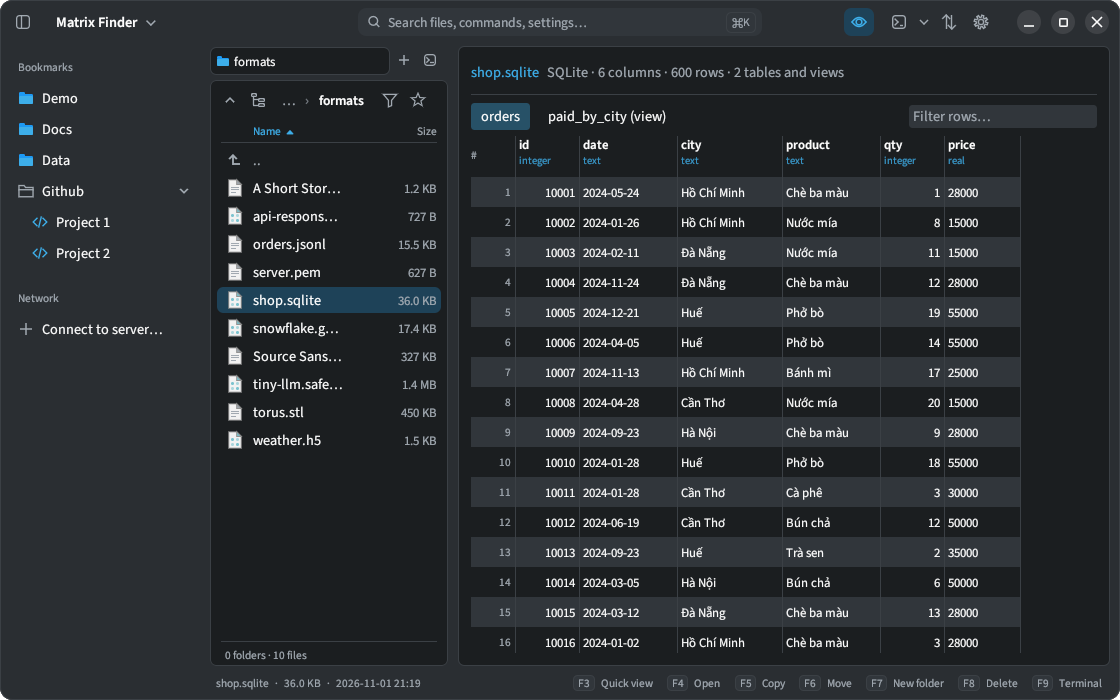 Matrix Finder
Search files, commands, settings…
⌘K
Bookmarks
Demo
Docs
Data
Github
Project 1
Project 2
Network
Connect to server…
formats
… › formats
Name Size
..
A Short Stor… 1.2 KB
api-respons… 727 B
orders.jsonl 15.5 KB
server.pem 627 B
shop.sqlite 36.0 KB
snowflake.g… 17.4 KB
Source Sans… 327 KB
tiny-llm.safe… 1.4 MB
torus.stl 450 KB
weather.h5 1.5 KB
0 folders · 10 files
shop.sqlite SQLite · 6 columns · 600 rows · 2 tables and views
orders paid_by_city (view) Filter rows…
# id date city product qty price
integer text text text integer real
1 10001 2024-05-24 Hồ Chí Minh Chè ba màu 1 28000
2 10002 2024-01-26 Hồ Chí Minh Nước mía 8 15000
3 10003 2024-02-11 Đà Nẵng Nước mía 11 15000
4 10004 2024-11-24 Đà Nẵng Chè ba màu 12 28000
5 10005 2024-12-21 Huế Phở bò 19 55000
6 10006 2024-04-05 Huế Phở bò 14 55000
7 10007 2024-11-13 Hồ Chí Minh Bánh mì 17 25000
8 10008 2024-04-28 Cần Thơ Nước mía 20 15000
9 10009 2024-09-23 Hà Nội Chè ba màu 9 28000
10 10010 2024-01-28 Huế Phở bò 18 55000
11 10011 2024-01-28 Cần Thơ Cà phê 3 30000
12 10012 2024-06-19 Cần Thơ Bún chả 12 50000
13 10013 2024-09-23 Huế Trà sen 2 35000
14 10014 2024-03-05 Hà Nội Bún chả 6 50000
15 10015 2024-03-12 Đà Nẵng Chè ba màu 13 28000
16 10016 2024-01-02 Hồ Chí Minh Chè ba màu 3 28000
shop.sqlite · 36.0 KB · 2026-11-01 21:19
F3 Quick view F4 Open F5 Copy F6 Move F7 New folder F8 Delete F9 Terminal